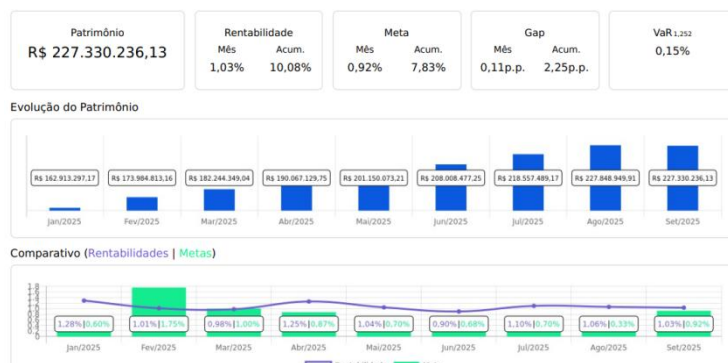 Patrimônio
R$ 227.330.236,13
Rentabilidade
Mês Acum.
1,03% 10,08%
Meta
Mês Acum.
0,92% 7,83%
Gap
Mês Acum.
0,11p.p. 2,25p.p.
VaR1,252
0,15%
Evolução do Patrimônio
R$ 162.913.297,17 R$ 173.984.813,16 R$ 182.244.349,04 R$ 190.067.129,75 R$ 201.150.073,21 R$ 208.008.477,25 R$ 218.557.489,17 R$ 227.848.949,91 R$ 227.330.236,13
Jan/2025 Fev/2025 Mar/2025 Abr/2025 Mai/2025 Jun/2025 Jul/2025 Ago/2025 Set/2025
Comparativo (Rentabilidades | Metas)
1.28%|0.60% 1.01%|1.75% 0.98%|1.00% 1.25%|0.87% 1.04%|0.70% 0.90%|0.68% 1.10%|0.70% 1.06%|0.33% 1.03%|0.92%
Jan/2025 Fev/2025 Mar/2025 Abr/2025 Mai/2025 Jun/2025 Jul/2025 Ago/2025 Set/2025